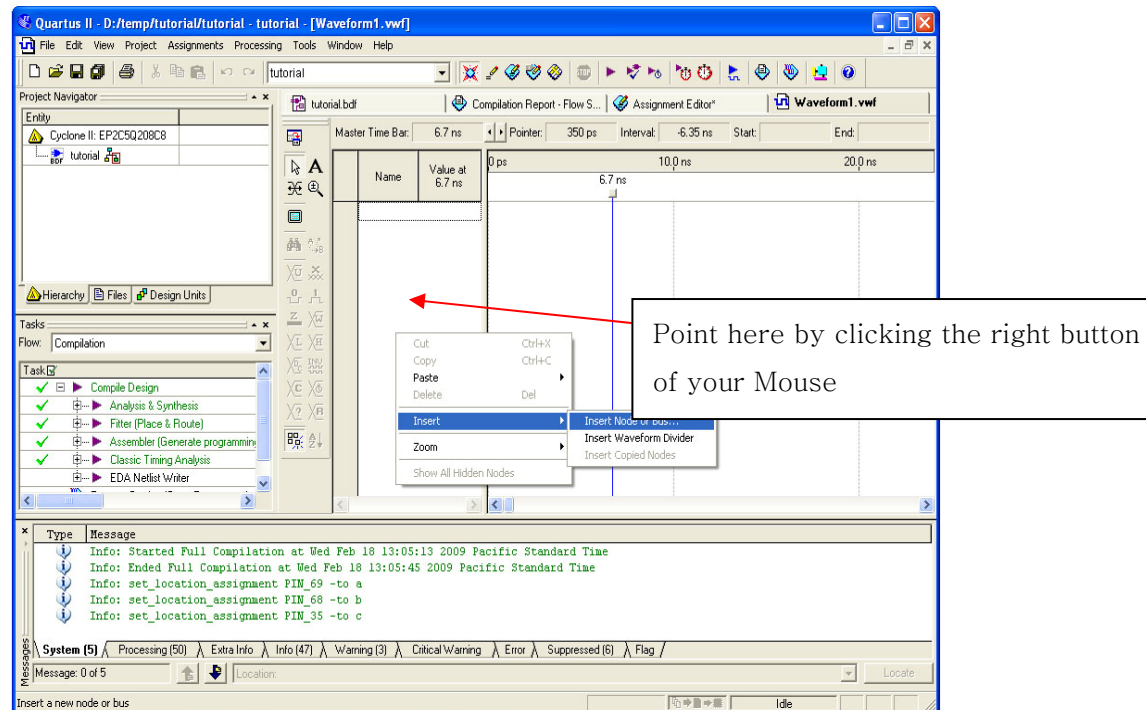 Quartus II - D:/temp/tutorial/tutorial - tutorial - [Waveform1.vwf]
File Edit View Project Assignments Processing Tools Window Help
tutorial
Project Navigator
Entity
Cyclone II: EP2C5Q208C8
BDF tutorial
Hierarchy Files Design Units
Tasks
Flow: Compilation
Task
Compile Design
Analysis & Synthesis
Fitter (Place & Route)
Assembler (Generate programming
Classic Timing Analysis
EDA Netlist Writer
tutorial.bdf Compilation Report - Flow S... Assignment Editor* Waveform1.vwf
Master Time Bar: 6.7 ns Pointer: 350 ps Interval: -6.35 ns Start: End:
Name Value at 6.7 ns
0 ps 10.0 ns 20.0 ns
6.7 ns
Cut Ctrl+X
Copy Ctrl+C
Paste
Delete Del
Insert
Zoom
Show All Hidden Nodes
Insert Node or Bus...
Insert Waveform Divider
Insert Copied Nodes
Point here by clicking the right button
of your Mouse
Type Message
Info: Started Full Compilation at Wed Feb 18 13:05:13 2009 Pacific Standard Time
Info: Ended Full Compilation at Wed Feb 18 13:05:45 2009 Pacific Standard Time
Info: set_location_assignment PIN_69 -to a
Info: set_location_assignment PIN_68 -to b
Info: set_location_assignment PIN_35 -to c
System (5) Processing (50) Extra Info Info (47) Warning (3) Critical Warning Error Suppressed (6) Flag
Messages
Message: 0 of 5 Location: Locate
Insert a new node or bus Idle